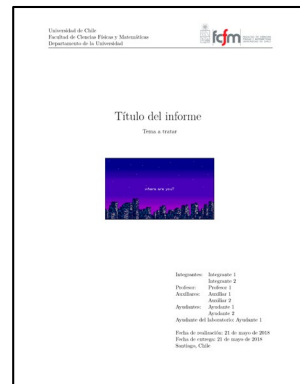 Universidad de Chile
Facultad de Ciencias Físicas y Matemáticas
Departamento de la Universidad
fcfm
Título del informe
Tema a tratar
where are you?
Integrantes: Integrante 1
Integrante 2
Profesor: Profesor 1
Auxiliares: Auxiliar 1
Auxiliar 2
Ayudantes: Ayudante 1
Ayudante 2
Ayudante del laboratorio: Ayudante 1
Fecha de realización: 21 de mayo de 2018
Fecha de entrega: 21 de mayo de 2018
Santiago, Chile